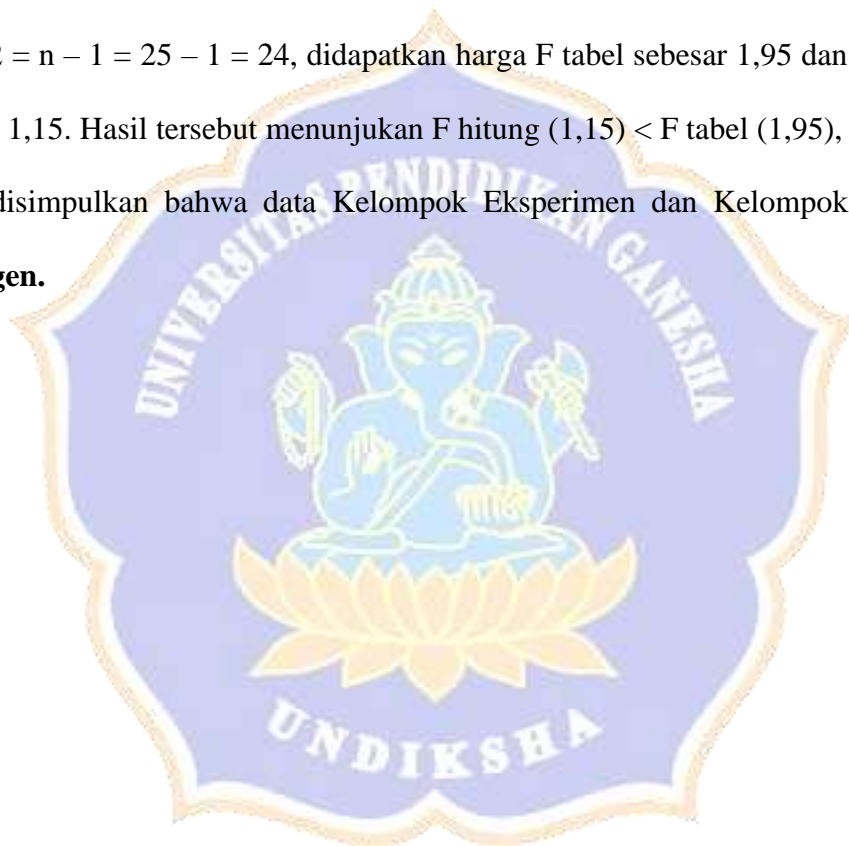 2 = n – 1 = 25 – 1 = 24, didapatkan harga F tabel sebesar 1,95 dan
1,15. Hasil tersebut menunjukan F hitung (1,15) < F tabel (1,95),
disimpulkan bahwa data Kelompok Eksperimen dan Kelompok
gen.
UNIVERSITAS PENDIDIKAN GANESHA
UNDIKSHA